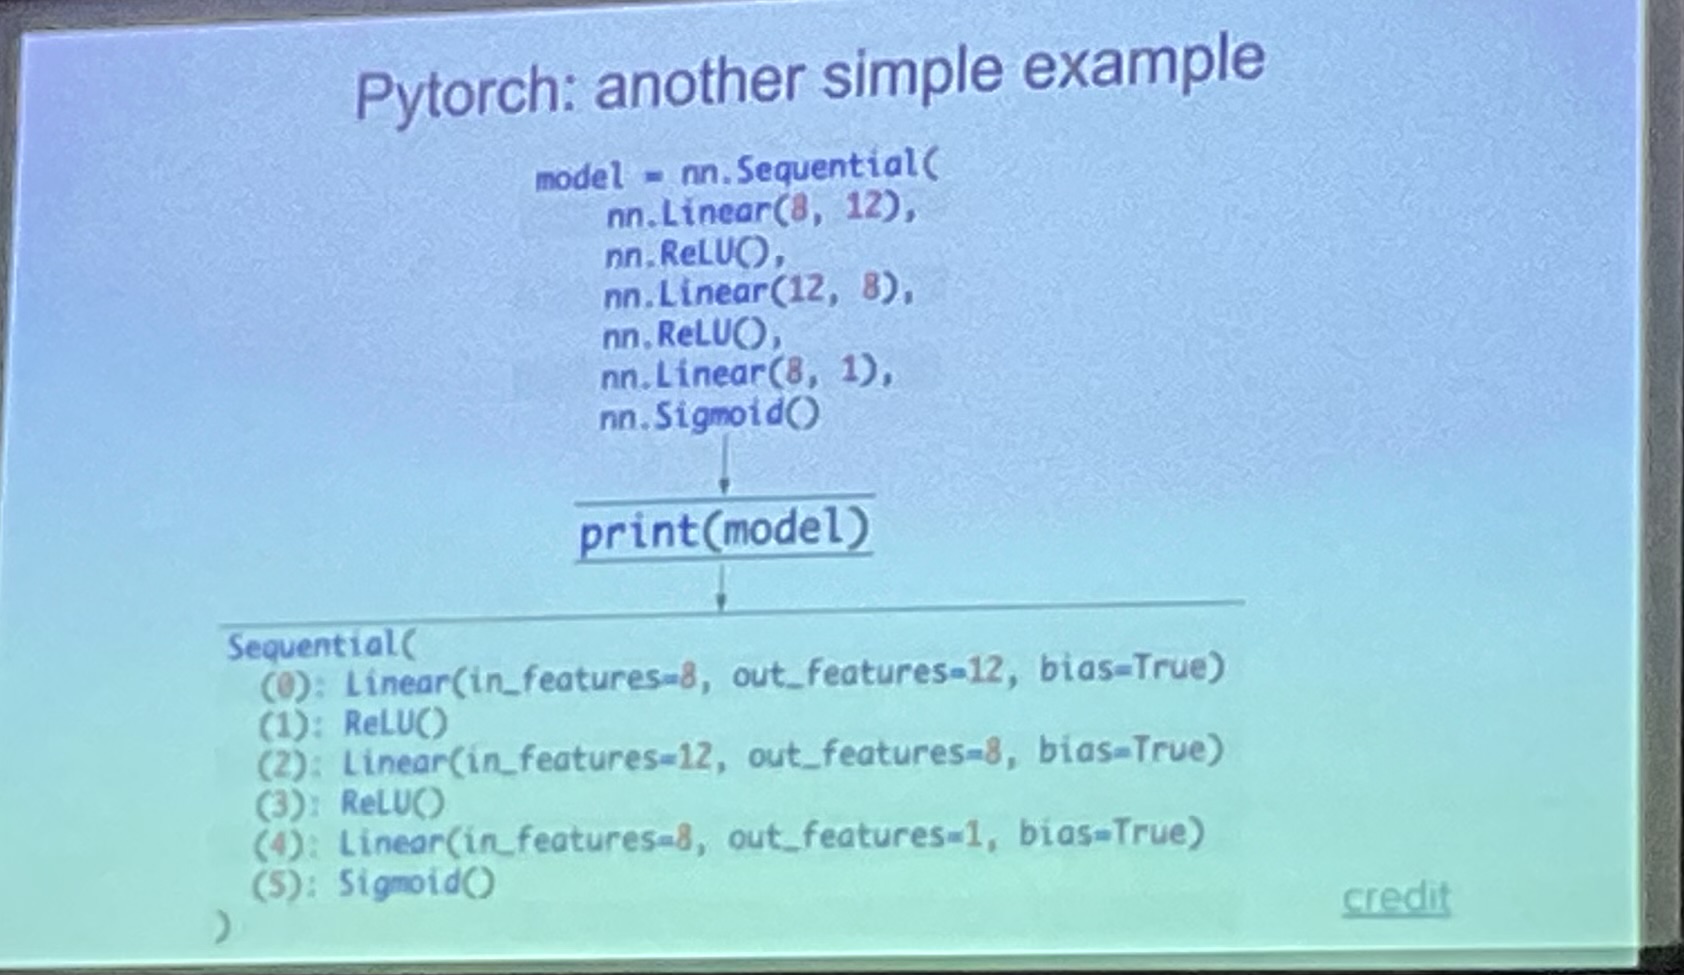 Pytorch: another simple example
model = nn.Sequential(
nn.Linear(8, 12),
nn.ReLU(),
nn.Linear(12, 8),
nn.ReLU(),
nn.Linear(8, 1),
nn.Sigmoid()
print(model)
Sequential(
(0): Linear(in_features=8, out_features=12, bias=True)
(1): ReLU()
(2): Linear(in_features=12, out_features=8, bias=True)
(3): ReLU()
(4): Linear(in_features=8, out_features=1, bias=True)
(5): Sigmoid()
)
credit